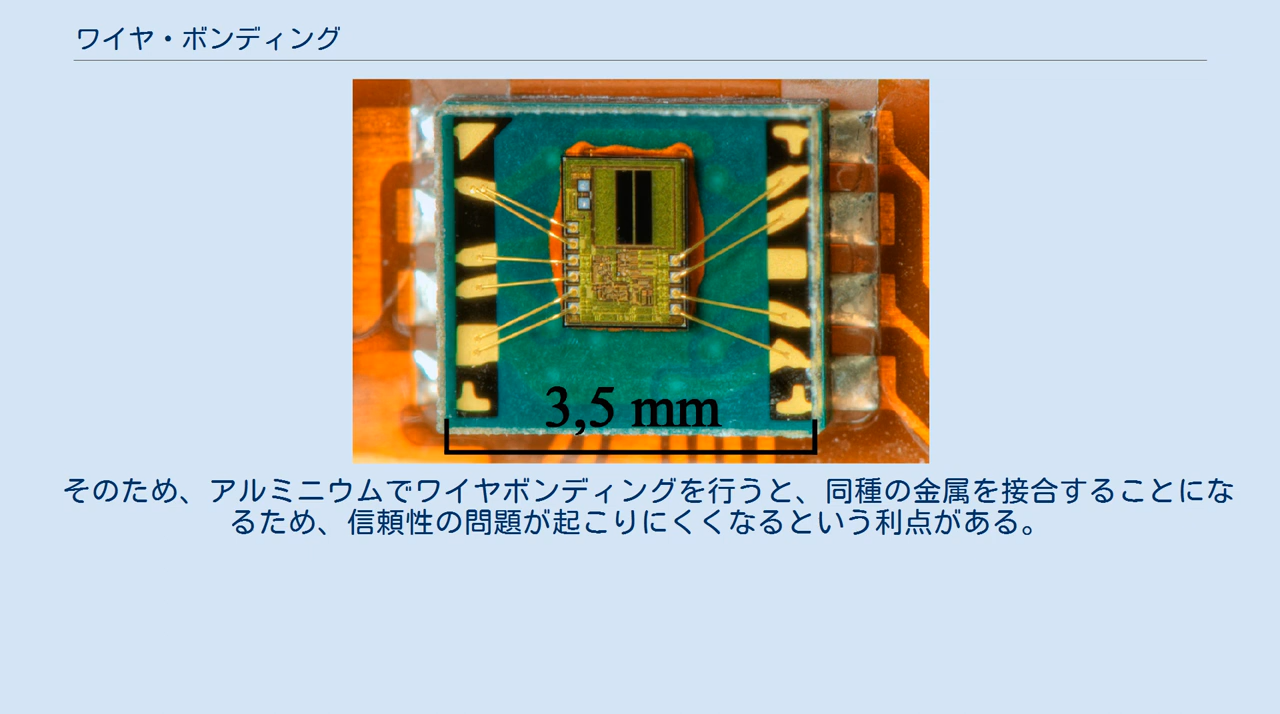 ワイヤ・ボンディング
3,5 mm
そのため、アルミニウムでワイヤボンディングを行うと、同種の金属を接合することにな
るため、信頼性の問題が起こりにくくなるという利点がある。